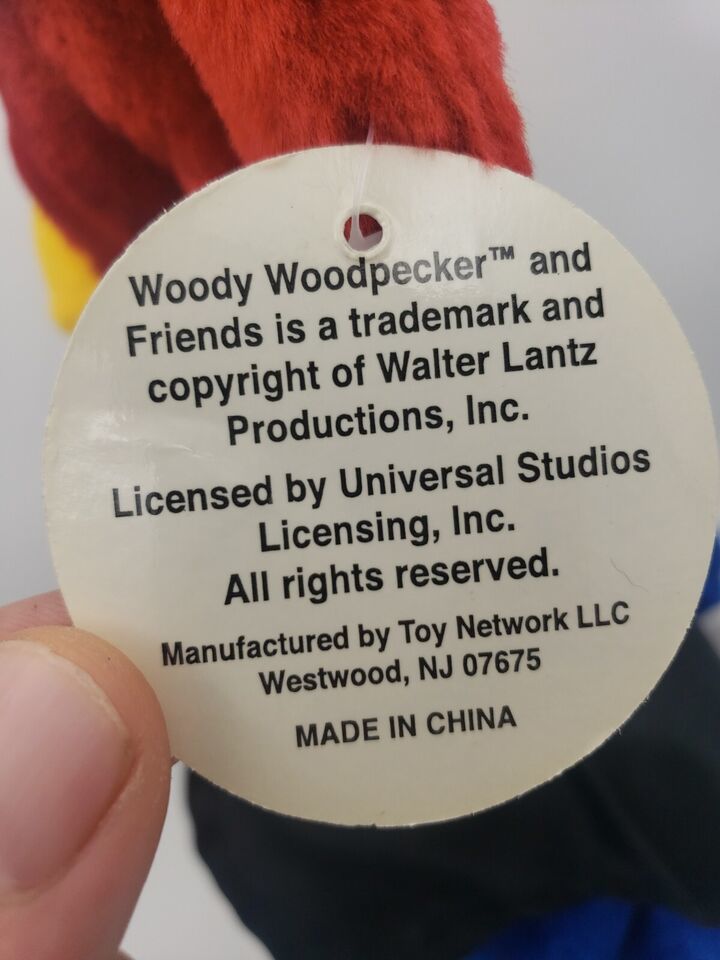 Woody Woodpecker™ and
Friends is a trademark and
copyright of Walter Lantz
Productions, Inc.
Licensed by Universal Studios
Licensing, Inc.
All rights reserved.
Manufactured by Toy Network LLC
Westwood, NJ 07675
MADE IN CHINA